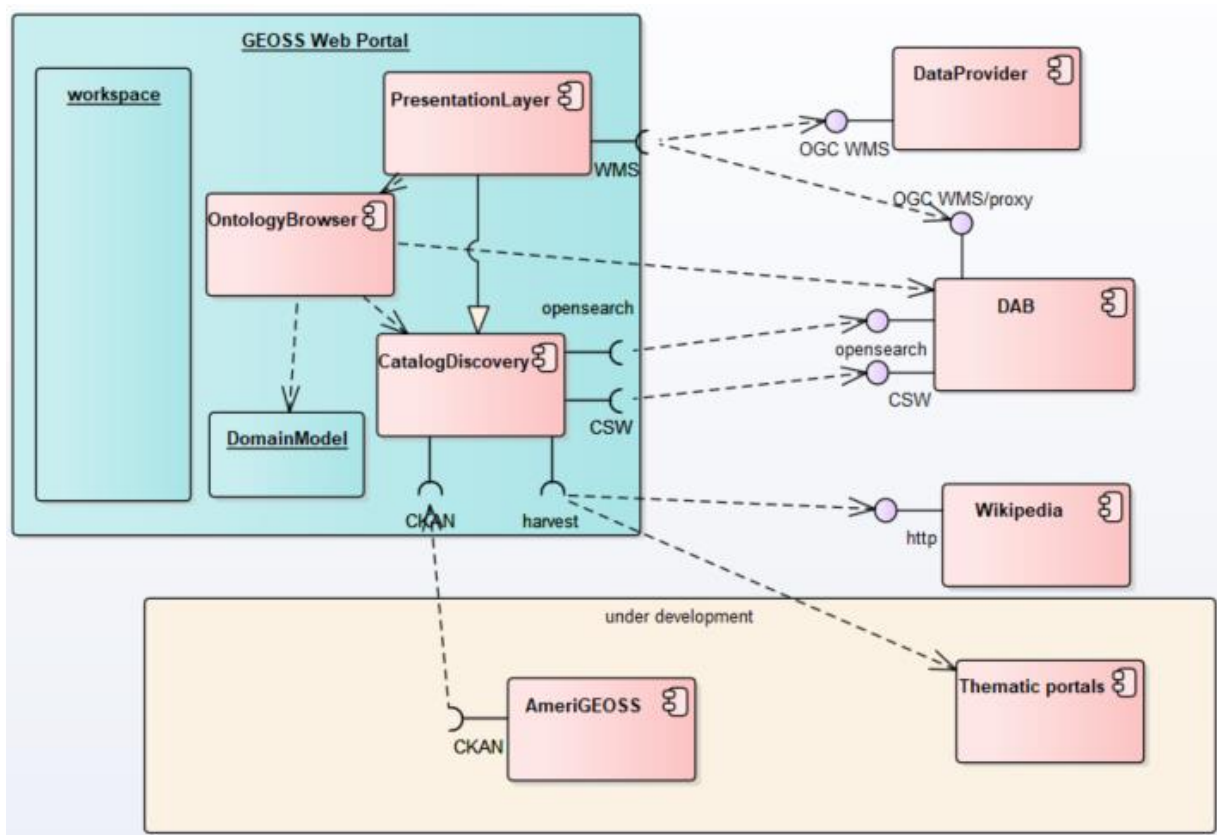 GEOSS Web Portal
workspace
PresentationLayer
DataProvider
WMS
OGC WMS
OGC WMS/proxy
OntologyBrowser
opensearch
DAB
opensearch
CatalogDiscovery
CSW
CSW
DomainModel
CKAN
harvest
Wikipedia
http
under development
Thematic portals
AmeriGEOSS
CKAN